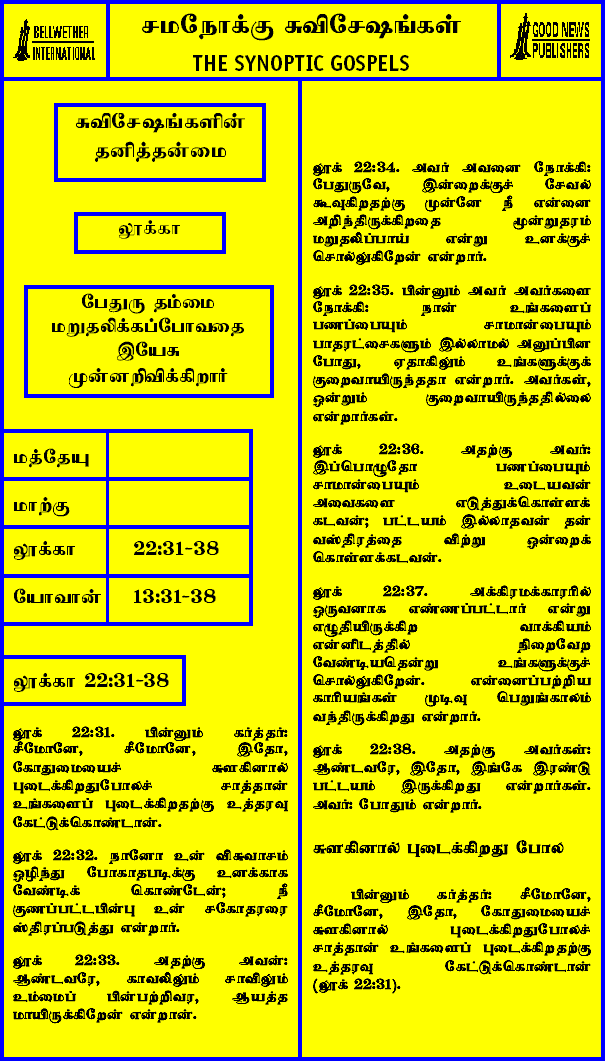 BELLWETHER
INTERNATIONAL
சமநோக்கு சுவிசேஷங்கள்
THE SYNOPTIC GOSPELS
GOOD NEWS
PUBLISHERS
சுவிசேஷங்களின்
தனித்தன்மை
லூக்கா
பேதுரு தம்மை
மறுதலிக்கப்போவதை
இயேசு
முன்னறிவிக்கிறார்
மத்தேயு
மாற்கு
லூக்கா 22:31-38
யோவான் 13:31-38
லூக்கா 22:31-38
லூக் 22:31. பின்னும் கர்த்தர்:
சீமோனே, சீமோனே, இதோ,
கோதுமையைச் சுளகினால்
புடைக்கிறதுபோலச் சாத்தான்
உங்களைப் புடைக்கிறதற்கு உத்தரவு
கேட்டுக்கொண்டான்.
லூக் 22:32. நானோ உன் விசுவாசம்
ஒழிந்து போகாதபடிக்கு உனக்காக
வேண்டிக் கொண்டேன்; நீ
குணப்பட்டபின்பு உன் சகோதரரை
ஸ்திரப்படுத்து என்றார்.
லூக் 22:33. அதற்கு அவன்:
ஆண்டவரே, காவலிலும் சாவிலும்
உம்மைப் பின்பற்றிவர, ஆயத்த
மாயிருக்கிறேன் என்றான்.
லூக் 22:34. அவர் அவனை நோக்கி:
பேதுருவே, இன்றைக்குச் சேவல்
கூவுகிறதற்கு முன்னே நீ என்னை
அறிந்திருக்கிறதை மூன்றுதரம்
மறுதலிப்பாய் என்று உனக்குச்
சொல்லுகிறேன் என்றார்.
லூக் 22:35. பின்னும் அவர் அவர்களை
நோக்கி: நான் உங்களைப்
பணப்பையும் சாமான்பையும்
பாதரட்சைகளும் இல்லாமல் அனுப்பின
போது, ஏதாகிலும் உங்களுக்குக்
குறைவாயிருந்ததா என்றார். அவர்கள்,
ஒன்றும் குறைவாயிருந்ததில்லை
என்றார்கள்.
லூக் 22:36. அதற்கு அவர்:
இப்பொழுதோ பணப்பையும்
சாமான்பையும் உடையவன்
அவைகளை எடுத்துக்கொள்ளக்
கடவன்; பட்டயம் இல்லாதவன் தன்
வஸ்திரத்தை விற்று ஒன்றைக்
கொள்ளக்கடவன்.
லூக் 22:37. அக்கிரமக்காரரில்
ஒருவனாக எண்ணப்பட்டார் என்று
எழுதியிருக்கிற வாக்கியம்
என்னிடத்தில் நிறைவேற
வேண்டியதென்று உங்களுக்குச்
சொல்லுகிறேன். என்னைப்பற்றிய
காரியங்கள் முடிவு பெறுங்காலம்
வந்திருக்கிறது என்றார்.
லூக் 22:38. அதற்கு அவர்கள்:
ஆண்டவரே, இதோ, இங்கே இரண்டு
பட்டயம் இருக்கிறது என்றார்கள்.
அவர்: போதும் என்றார்.
சுளகினால் புடைக்கிறது போல்
பின்னும் கர்த்தர்: சீமோனே,
சீமோனே, இதோ, கோதுமையைச்
சுளகினால் புடைக்கிறதுபோலச்
சாத்தான் உங்களைப் புடைக்கிறதற்கு
உத்தரவு கேட்டுக்கொண்டான்
(லூக் 22:31).